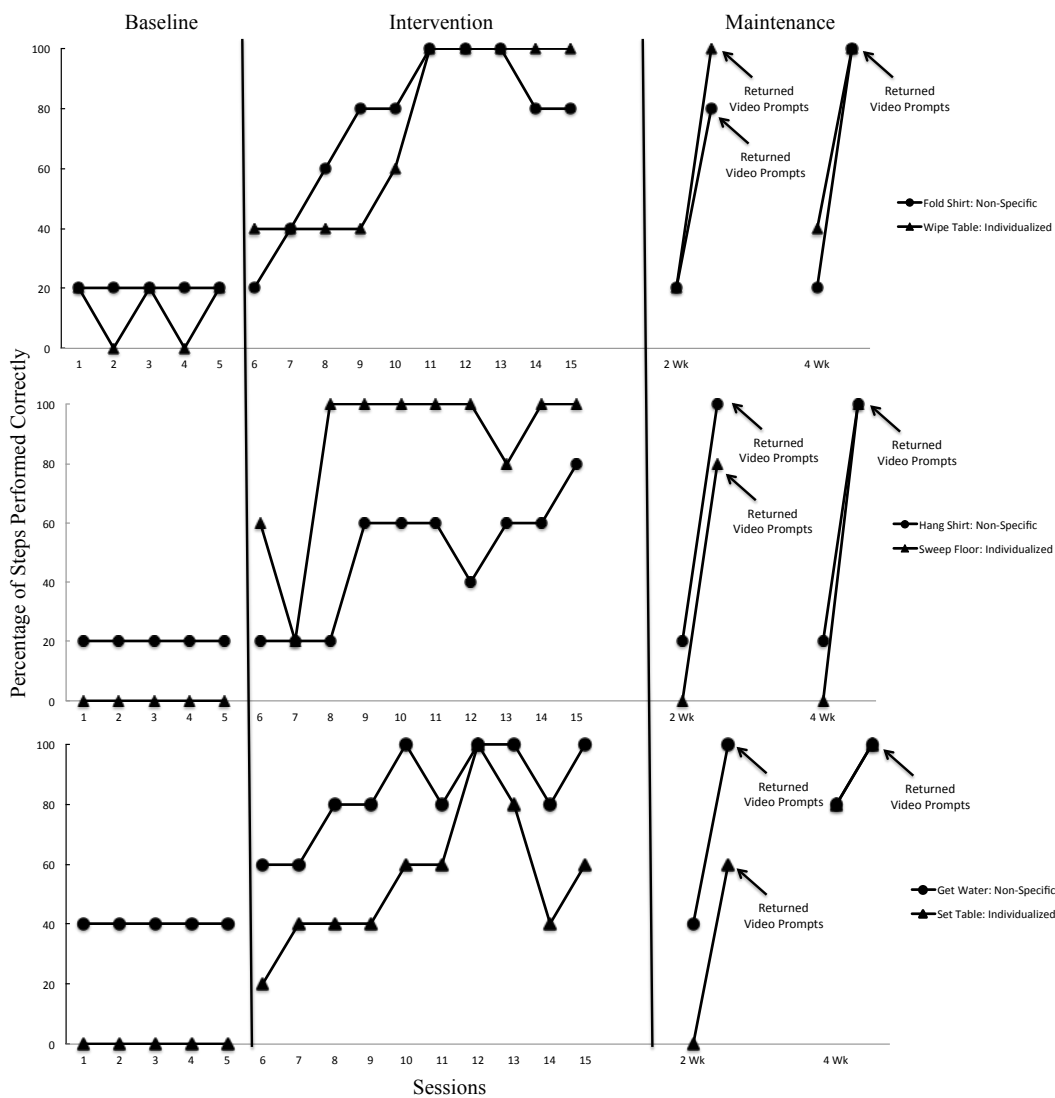 Baseline
Intervention
Maintenance
Percentage of Steps Performed Correctly
100
80
60
40
20
0
1 2 3 4 5 6 7 8 9 10 11 12 13 14 15 2 Wk 4 Wk
Returned
Video Prompts
Returned
Video Prompts
Returned
Video Prompts
Fold Shirt: Non-Specific
Wipe Table: Individualized
100
80
60
40
20
0
1 2 3 4 5 6 7 8 9 10 11 12 13 14 15 2 Wk 4 Wk
Returned
Video Prompts
Returned
Video Prompts
Returned
Video Prompts
Hang Shirt: Non-Specific
Sweep Floor: Individualized
100
80
60
40
20
0
1 2 3 4 5 6 7 8 9 10 11 12 13 14 15 2 Wk 4 Wk
Returned
Video Prompts
Returned
Video Prompts
Returned
Video Prompts
Get Water: Non-Specific
Set Table: Individualized
Sessions